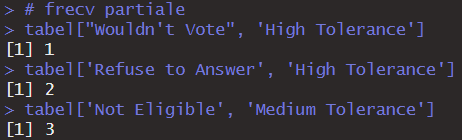 > # frecv partiale
> tabel["Wouldn't Vote", 'High Tolerance']
[1] 1
> tabel['Refuse to Answer', 'High Tolerance']
[1] 2
> tabel['Not Eligible', 'Medium Tolerance']
[1] 3